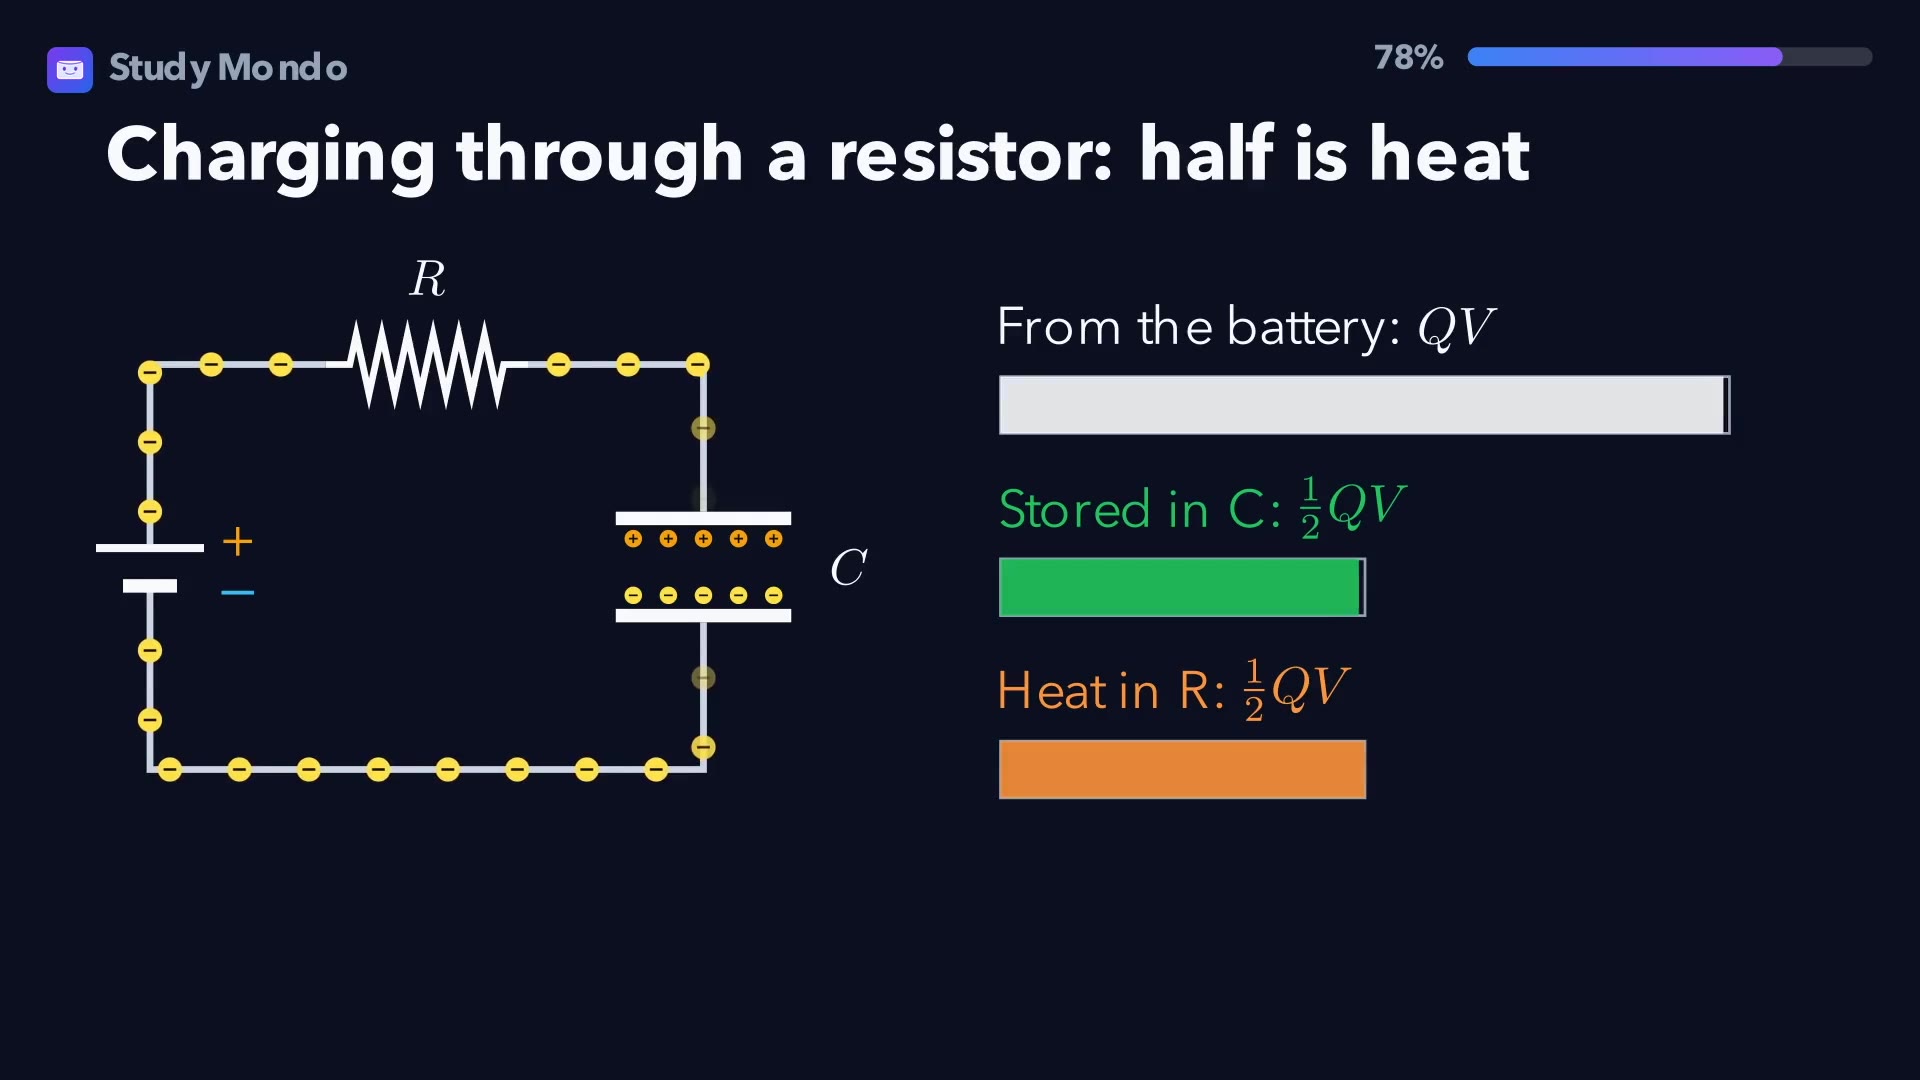 Study Mondo
78%
Charging through a resistor: half is heat
R
+
−
C
From the battery: QV
Stored in C: ½QV
Heat in R: ½QV